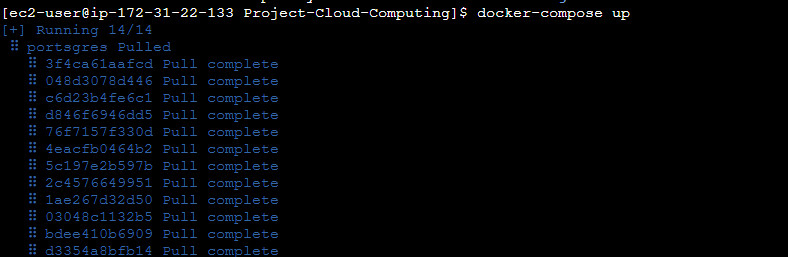 [ec2-user@ip-172-31-22-133 Project-Cloud-Computing]$ docker-compose up
[+] Running 14/14
⠿ portsgres Pulled
⠿ 3f4ca61aafcd Pull complete
⠿ 048d3078d446 Pull complete
⠿ c6d23b4fe6c1 Pull complete
⠿ d846f6946dd5 Pull complete
⠿ 76f7157f330d Pull complete
⠿ 4eacfb0464b2 Pull complete
⠿ 5c197e2b597b Pull complete
⠿ 2c4576649951 Pull complete
⠿ 1ae267d32d50 Pull complete
⠿ 03048c1132b5 Pull complete
⠿ bdee410b6909 Pull complete
⠿ d3354a8bfb14 Pull complete